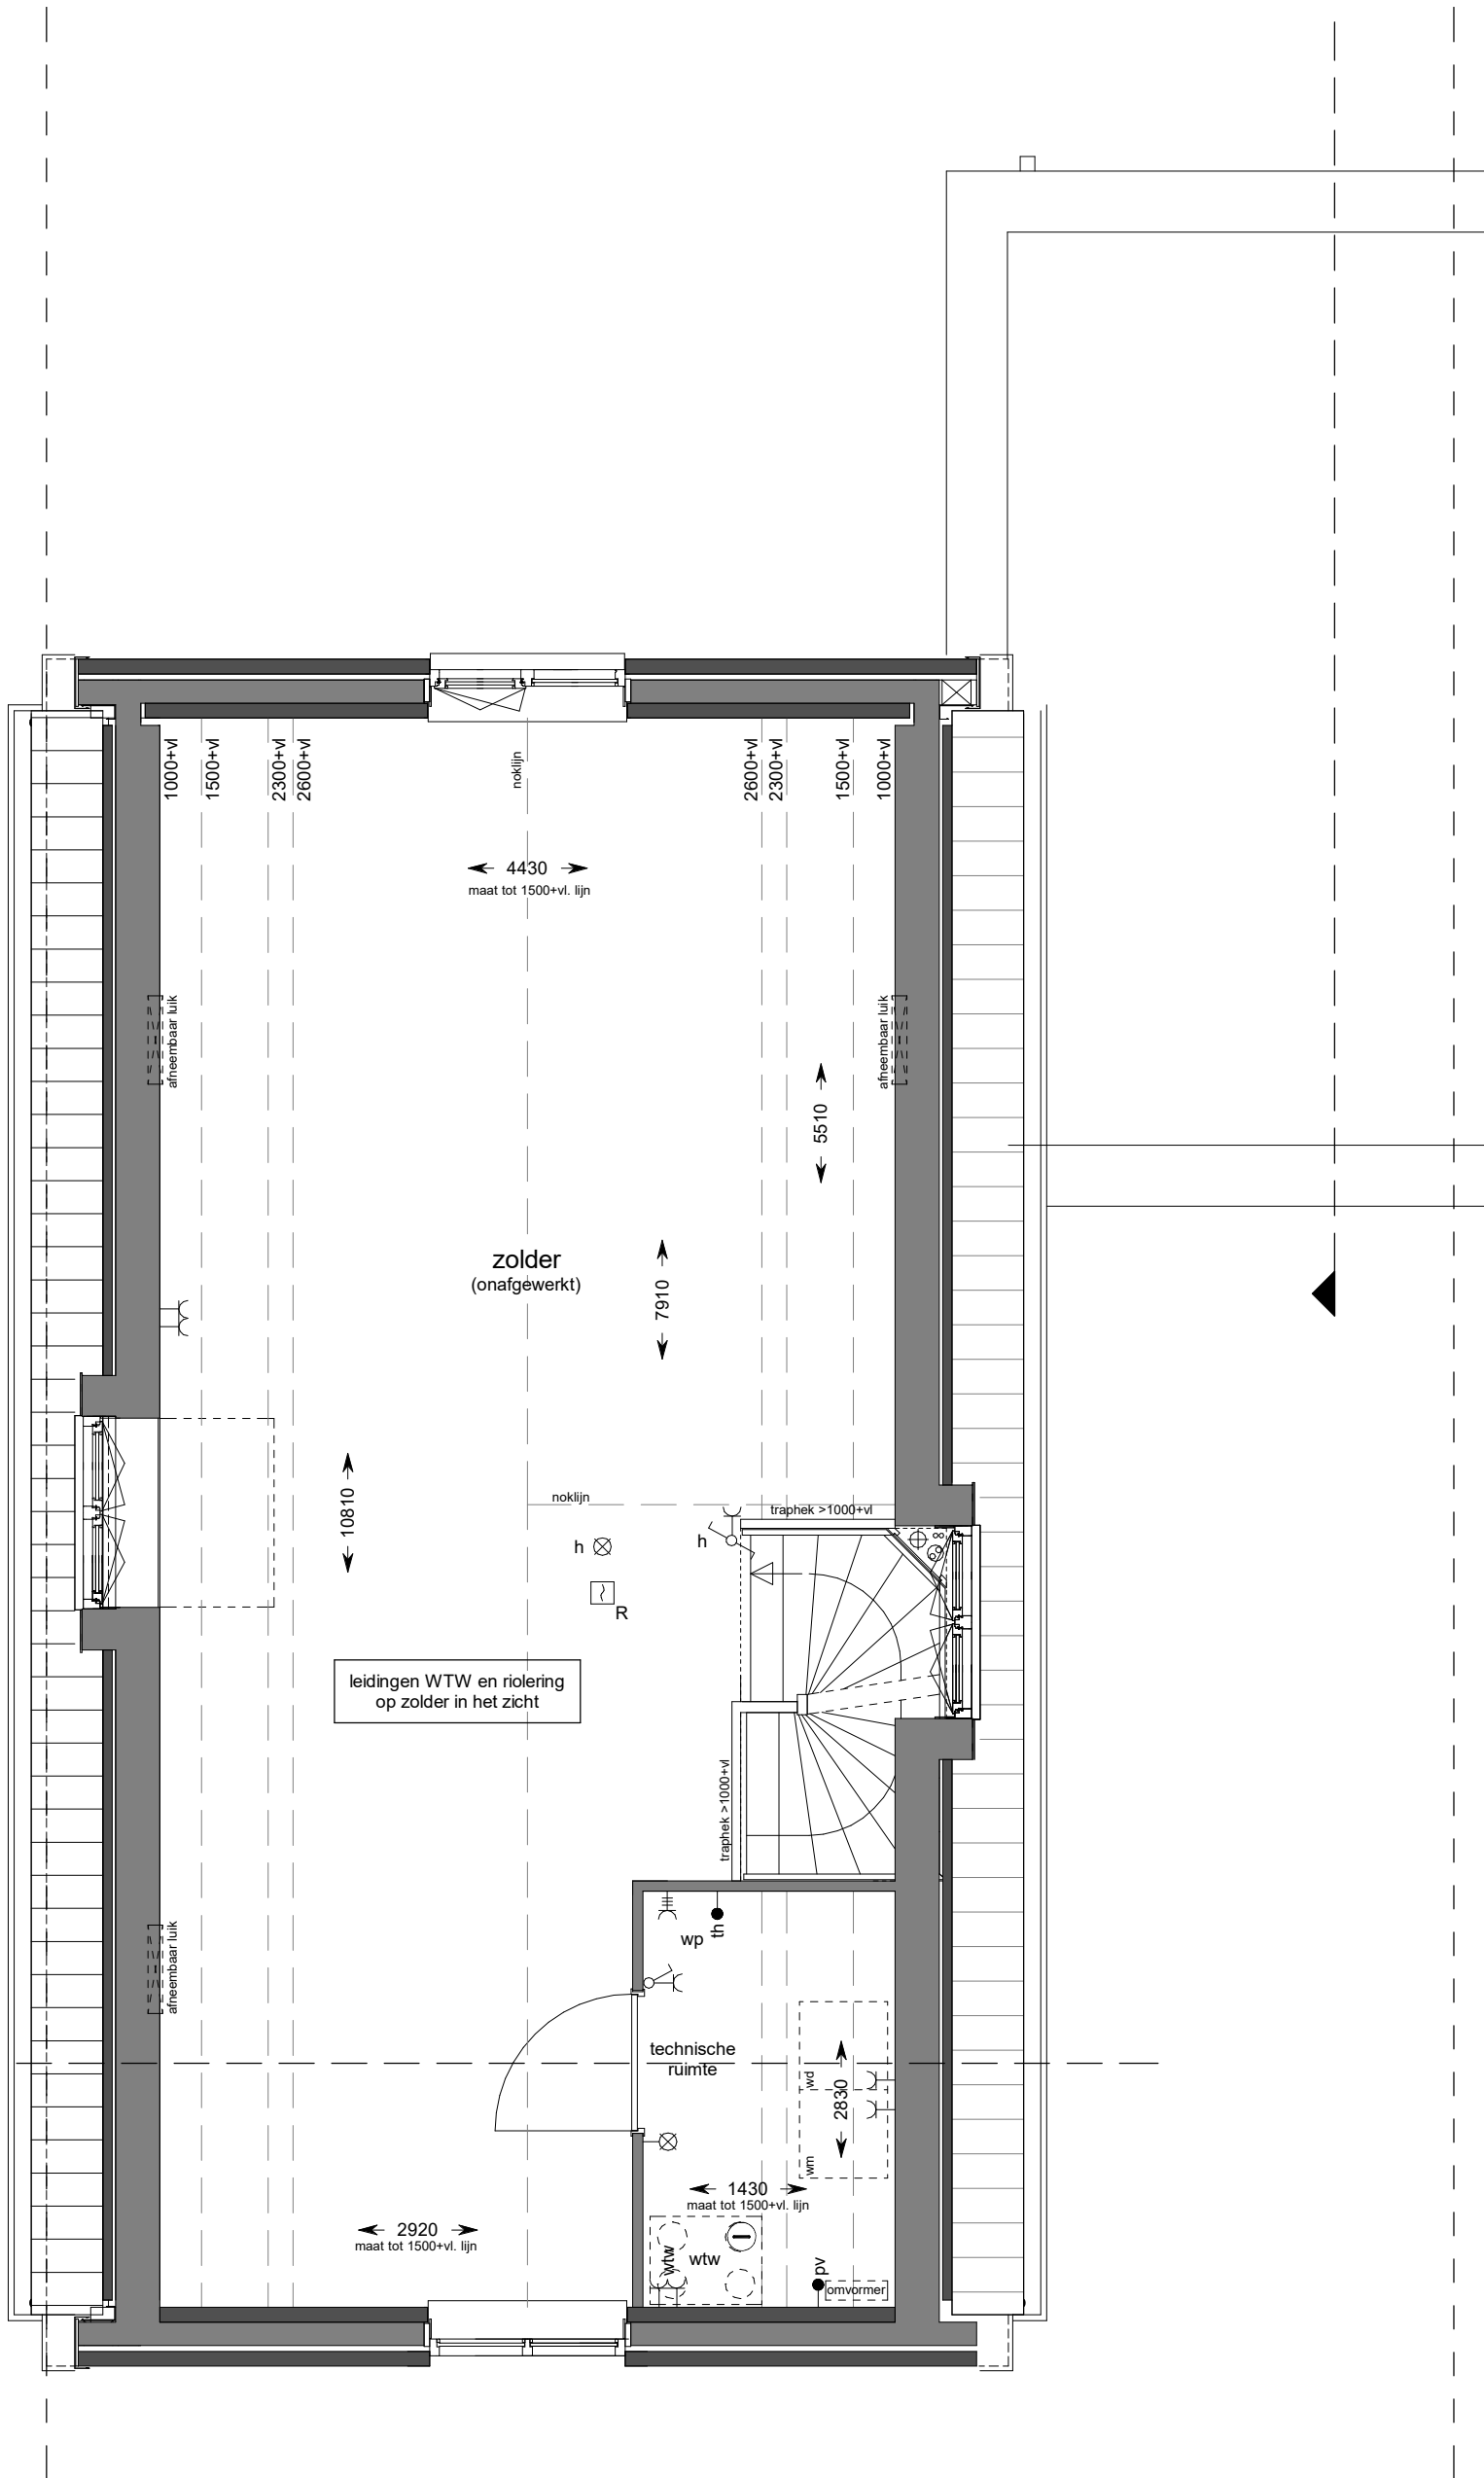 1000+vl
1500+vl
2300+vl
2600+vl
noklijn
2600+vl
2300+vl
1500+vl
1000+vl
4430
maat tot 1500+vl. lijn
afneembaar luik
afneembaar luik
5510
zolder
(onafgewerkt)
7910
10810
noklijn
traphek >1000+vl
h
h
R
leidingen WTW en riolering
op zolder in het zicht
traphek >1000+vl
wp
th
afneembaar luik
technische
ruimte
wd
2830
wm
1430
maat tot 1500+vl. lijn
2920
maat tot 1500+vl. lijn
wtw
wtw
pv
omvormer